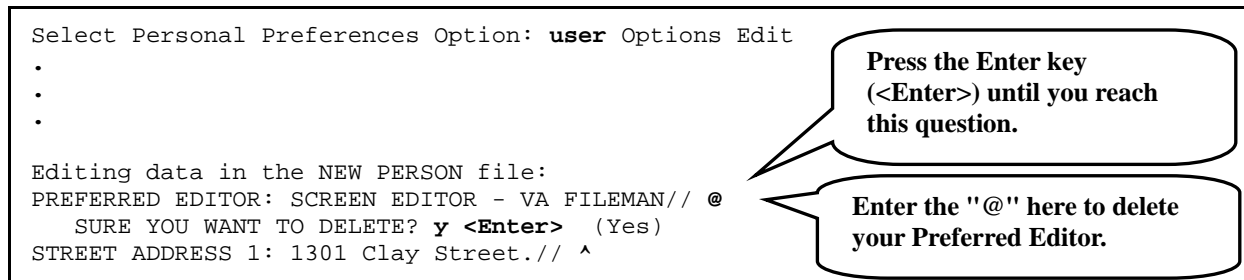 Select Personal Preferences Option: user Options Edit
.
.
.
Press the Enter key
(<Enter>) until you reach
this question.
Editing data in the NEW PERSON file:
PREFERRED EDITOR: SCREEN EDITOR - VA FILEMAN// @
SURE YOU WANT TO DELETE? y <Enter> (Yes)
STREET ADDRESS 1: 1301 Clay Street.// ^
Enter the "@" here to delete
your Preferred Editor.